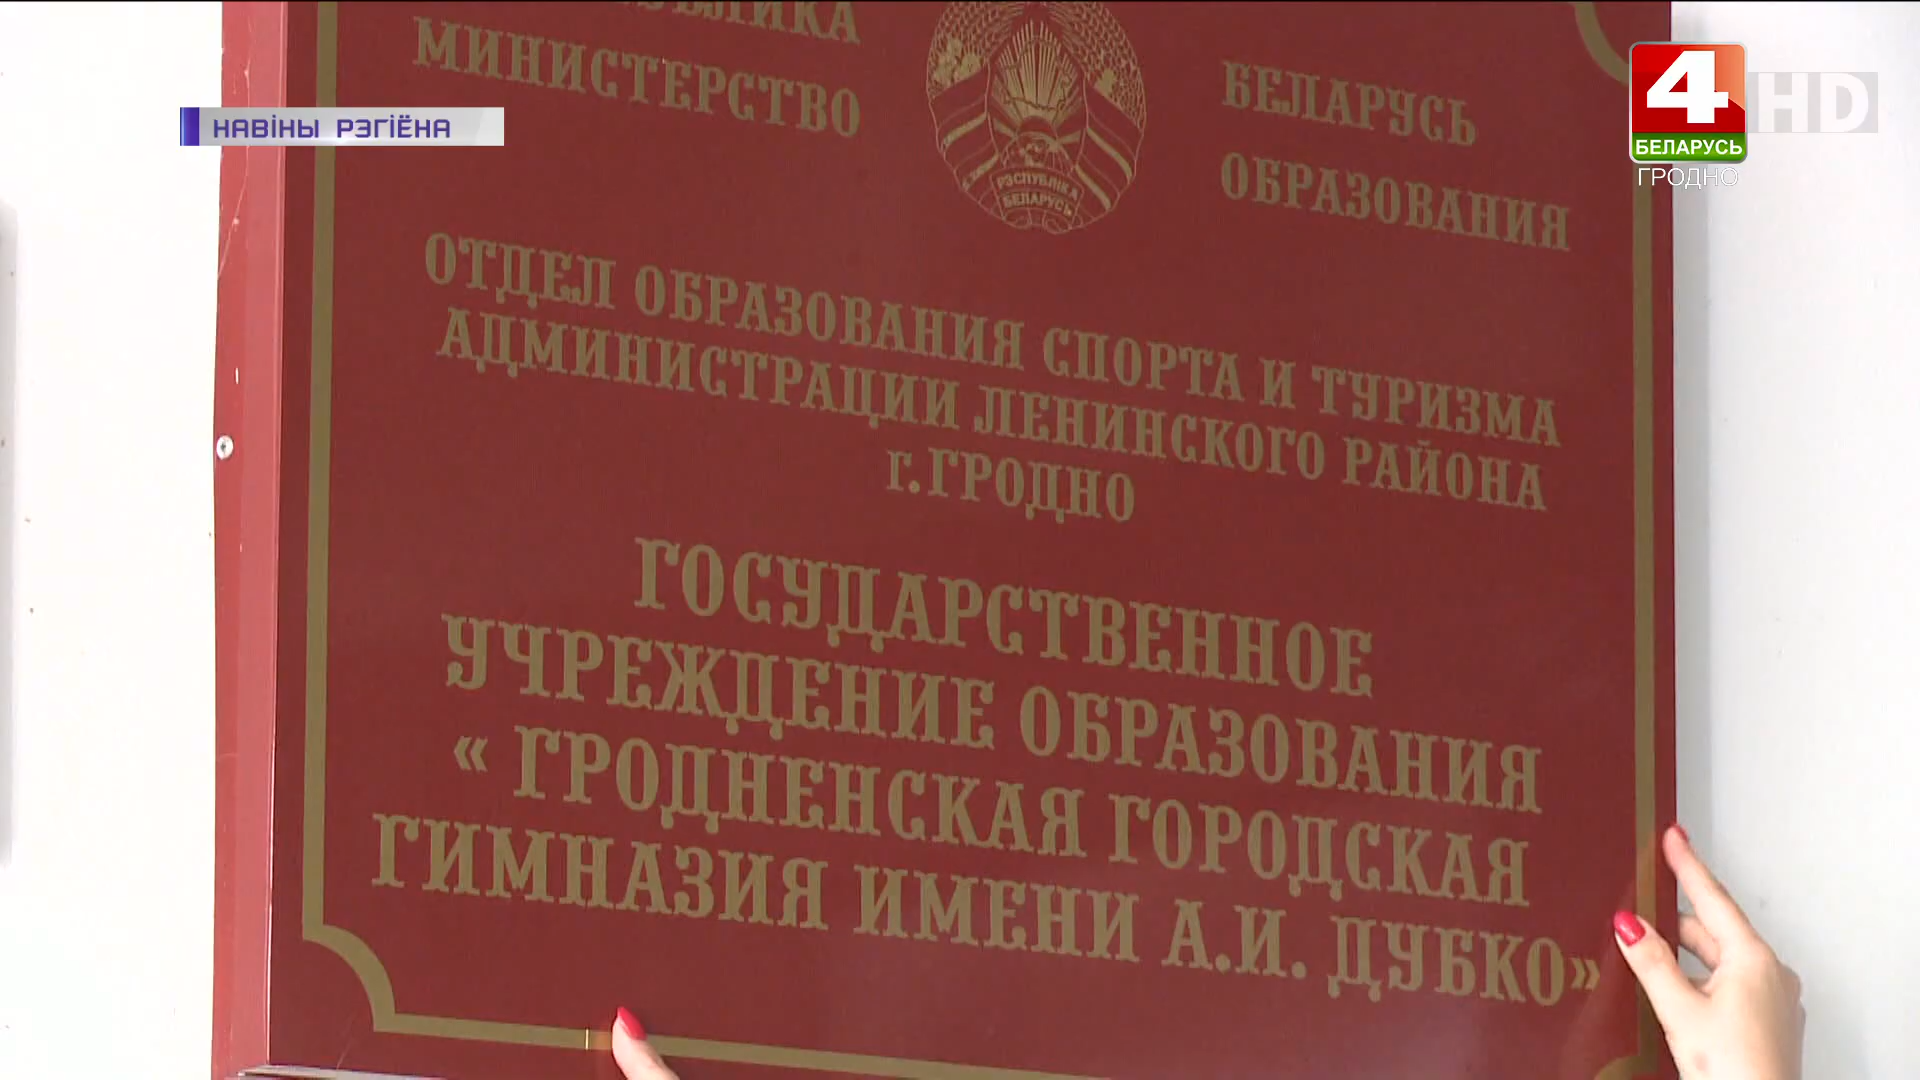 РЕСПУБЛИКА БЕЛАРУСЬ
МИНИСТЕРСТВО ОБРАЗОВАНИЯ
РЭСПУБЛІКА
БЕЛАРУСЬ
ОТДЕЛ ОБРАЗОВАНИЯ СПОРТА И ТУРИЗМА
АДМИНИСТРАЦИИ ЛЕНИНСКОГО РАЙОНА
г.ГРОДНО
ГОСУДАРСТВЕННОЕ
УЧРЕЖДЕНИЕ ОБРАЗОВАНИЯ
« ГРОДНЕНСКАЯ ГОРОДСКАЯ
ГИМНАЗИЯ ИМЕНИ А.И. ДУБКО»
НАВІНЫ РЭГІЁНА
4 HD
БЕЛАРУСЬ
ГРОДНО